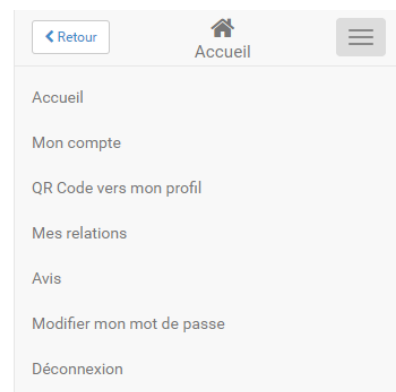 Retour
Accueil
Accueil
Mon compte
QR Code vers mon profil
Mes relations
Avis
Modifier mon mot de passe
Déconnexion